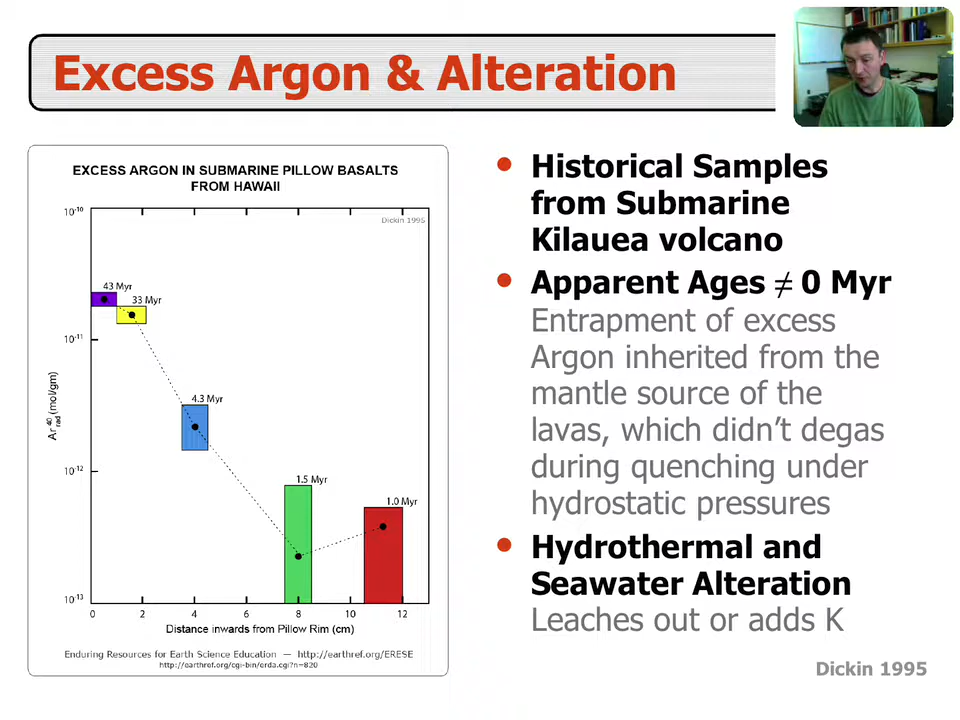 Excess Argon & Alteration
EXCESS ARGON IN SUBMARINE PILLOW BASALTS
FROM HAWAII
Dickin 1995
10⁻¹⁰
10⁻¹¹
10⁻¹²
10⁻¹³
Ar⁴⁰rad (mol/gm)
43 Myr
33 Myr
4.3 Myr
1.5 Myr
1.0 Myr
0 2 4 6 8 10 12
Distance inwards from Pillow Rim (cm)
Enduring Resources for Earth Science Education — http://earthref.org/ERESE
http://earthref.org/cgi-bin/erda.cgi?n=820
• Historical Samples
from Submarine
Kilauea volcano
• Apparent Ages ≠ 0 Myr
Entrapment of excess
Argon inherited from the
mantle source of the
lavas, which didn’t degas
during quenching under
hydrostatic pressures
• Hydrothermal and
Seawater Alteration
Leaches out or adds K
Dickin 1995